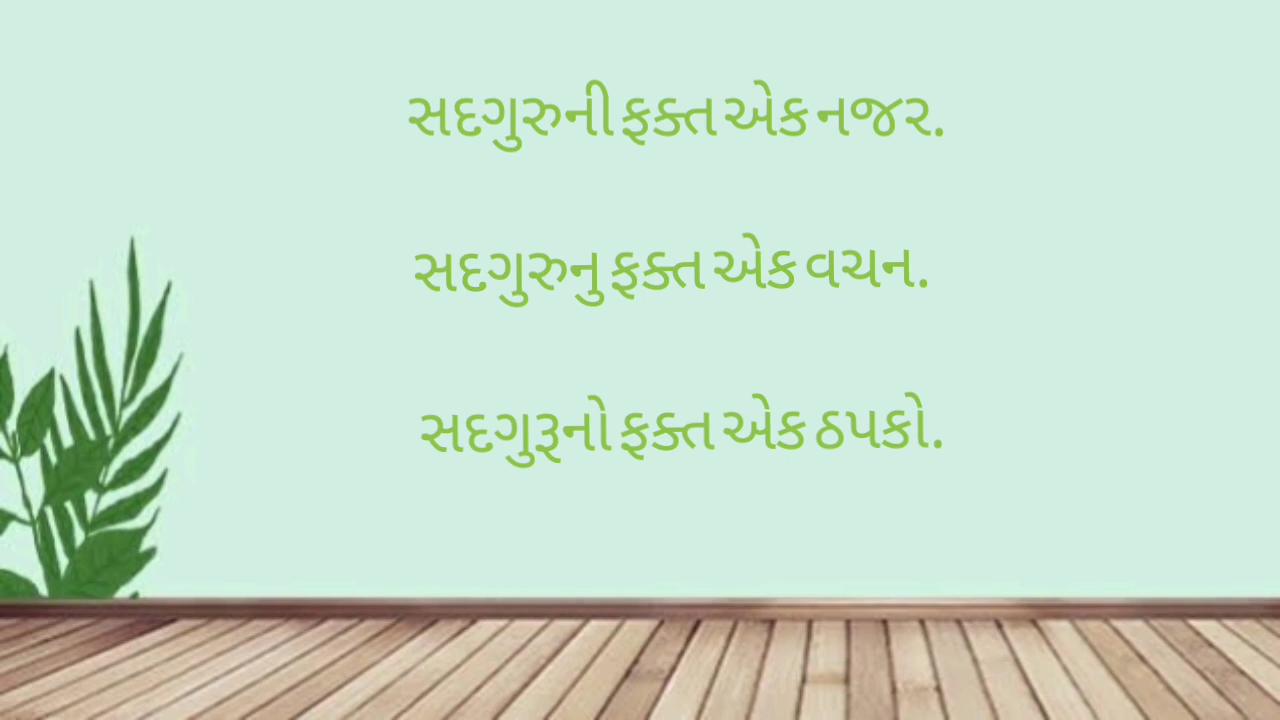 સદગુરુની ફક્ત એક નજર.
સદગુરુનુ ફક્ત એક વચન.
સદગુરૂનો ફક્ત એક ઠપકો.